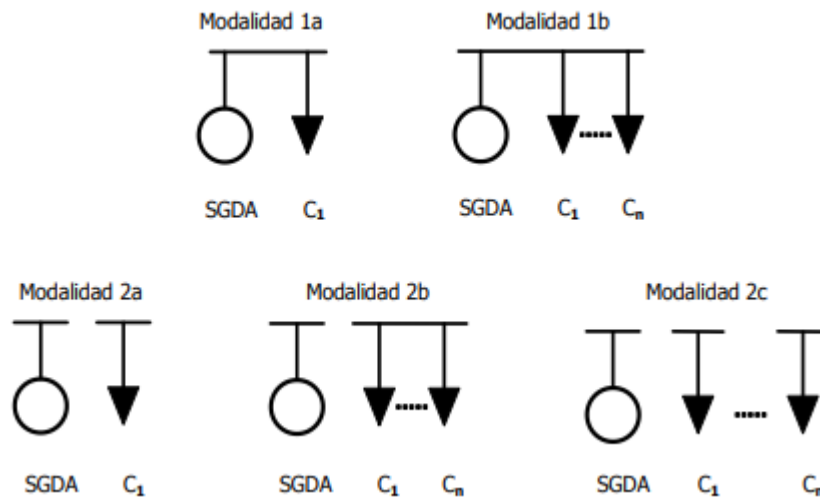 Modalidad 1a Modalidad 1b
SGDA C₁ SGDA C₁ Cₙ
Modalidad 2a Modalidad 2b Modalidad 2c
SGDA C₁ SGDA C₁ Cₙ SGDA C₁ Cₙ